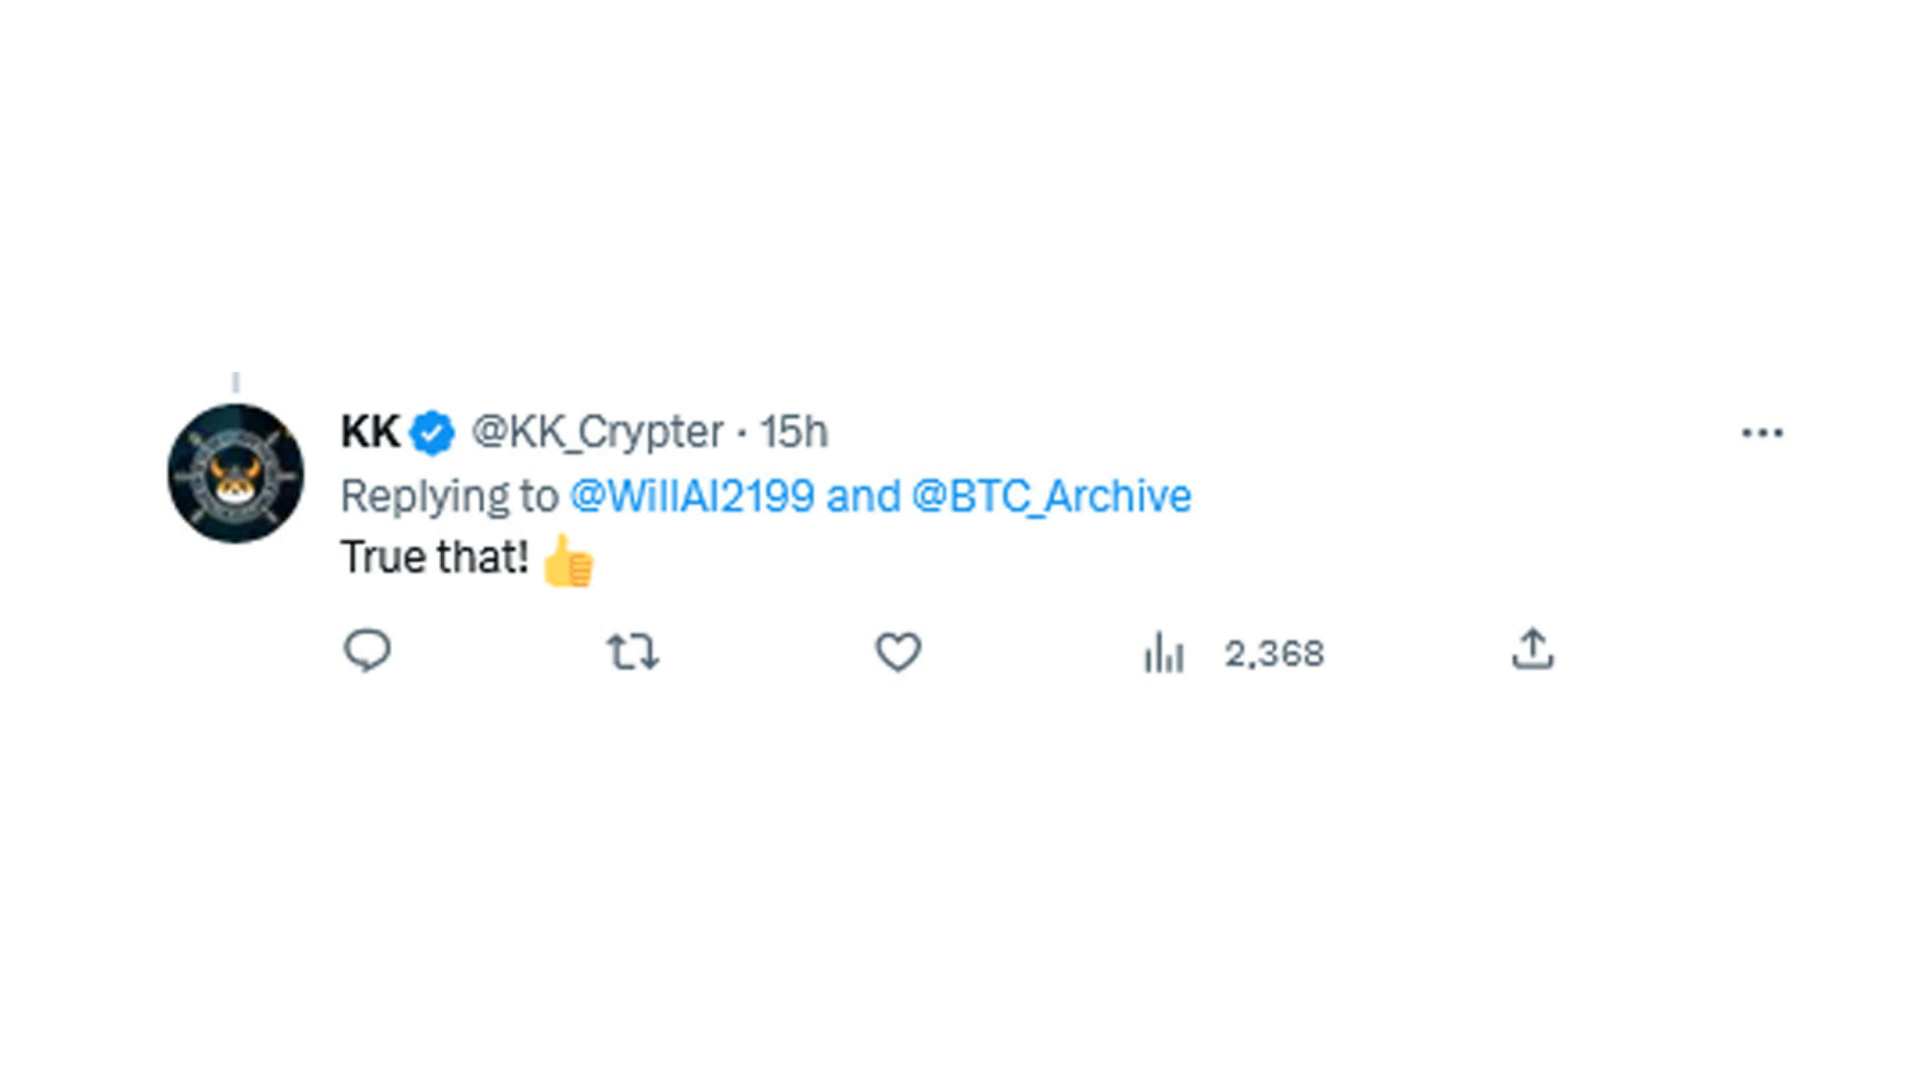 KK @KK_Crypter · 15h
Replying to @WillAI2199 and @BTC_Archive
True that! 👍
2,368